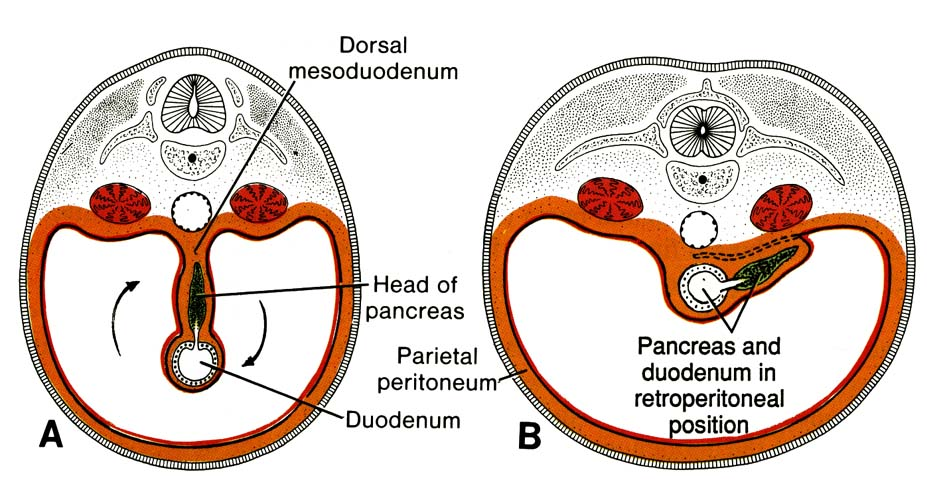 Dorsal
mesoduodenum
Head of
pancreas
Parietal
peritoneum
Duodenum
A
Pancreas and
duodenum in
retroperitoneal
position
B